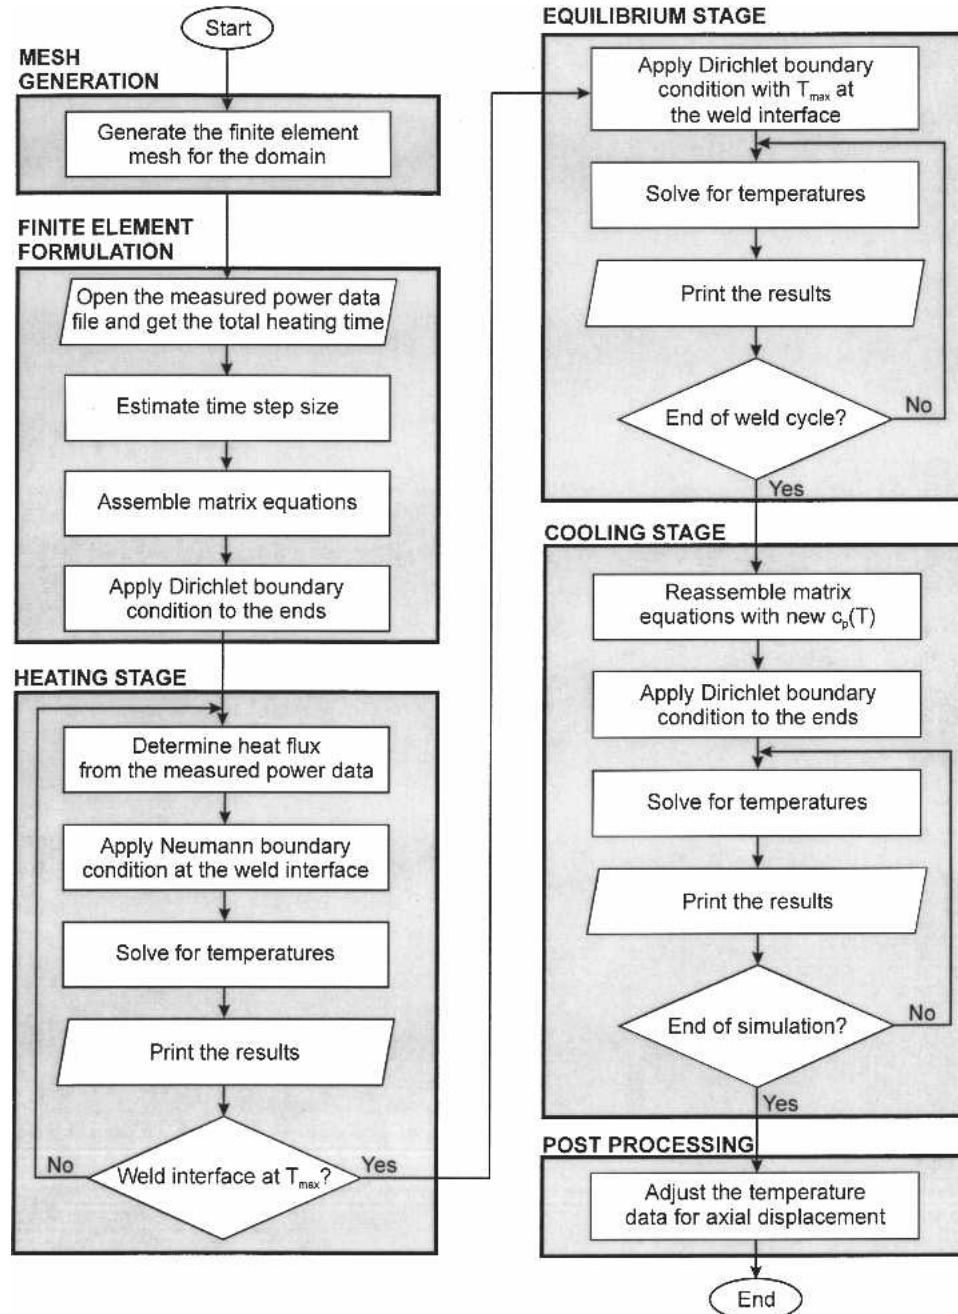 Start
MESH
GENERATION
Generate the finite element
mesh for the domain
FINITE ELEMENT
FORMULATION
Open the measured power data
file and get the total heating time
Estimate time step size
Assemble matrix equations
Apply Dirichlet boundary
condition to the ends
HEATING STAGE
Determine heat flux
from the measured power data
Apply Neumann boundary
condition at the weld interface
Solve for temperatures
Print the results
No
Weld interface at Tmax?
Yes
EQUILIBRIUM STAGE
Apply Dirichlet boundary
condition with Tmax at
the weld interface
Solve for temperatures
Print the results
End of weld cycle?
No
Yes
COOLING STAGE
Reassemble matrix
equations with new cp(T)
Apply Dirichlet boundary
condition to the ends
Solve for temperatures
Print the results
End of simulation?
No
Yes
POST PROCESSING
Adjust the temperature
data for axial displacement
End